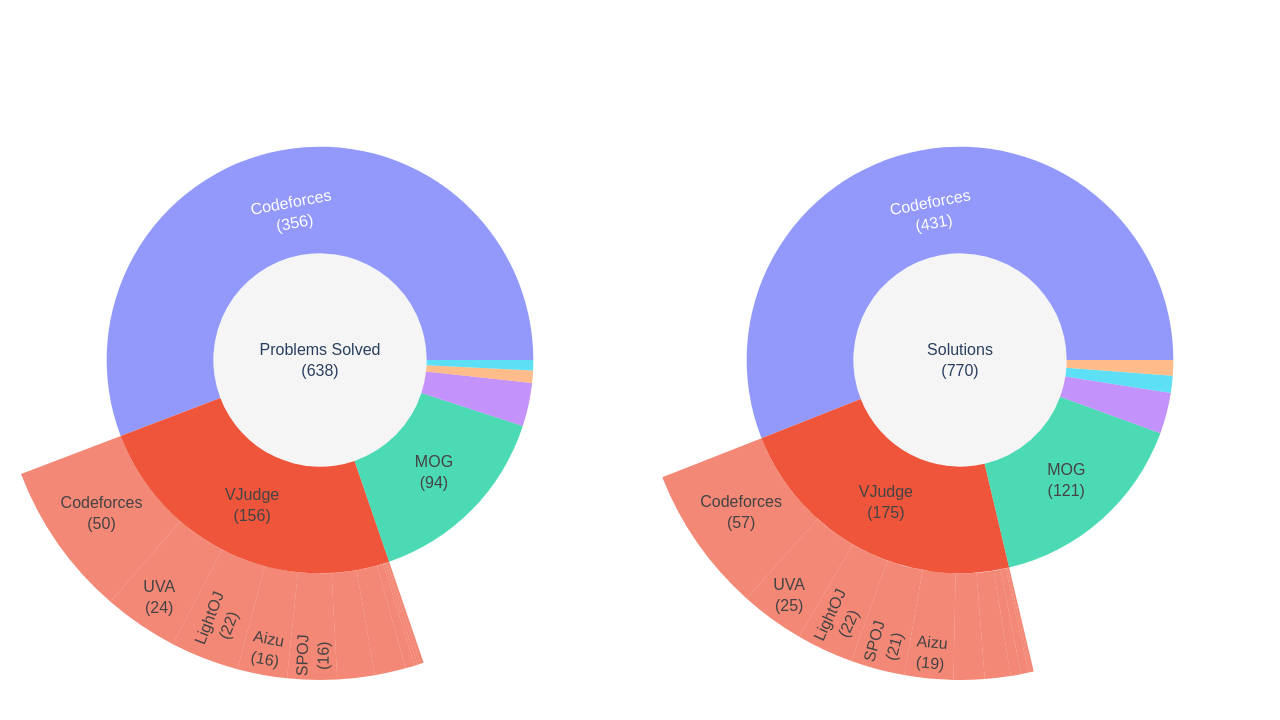 Codeforces
(356)
Problems Solved
(638)
MOG
(94)
VJudge
(156)
Codeforces
(50)
UVA
(24)
LightOJ
(22)
Aizu
(16)
SPOJ
(16)
Codeforces
(431)
Solutions
(770)
MOG
(121)
VJudge
(175)
Codeforces
(57)
UVA
(25)
LightOJ
(22)
SPOJ
(21)
Aizu
(19)